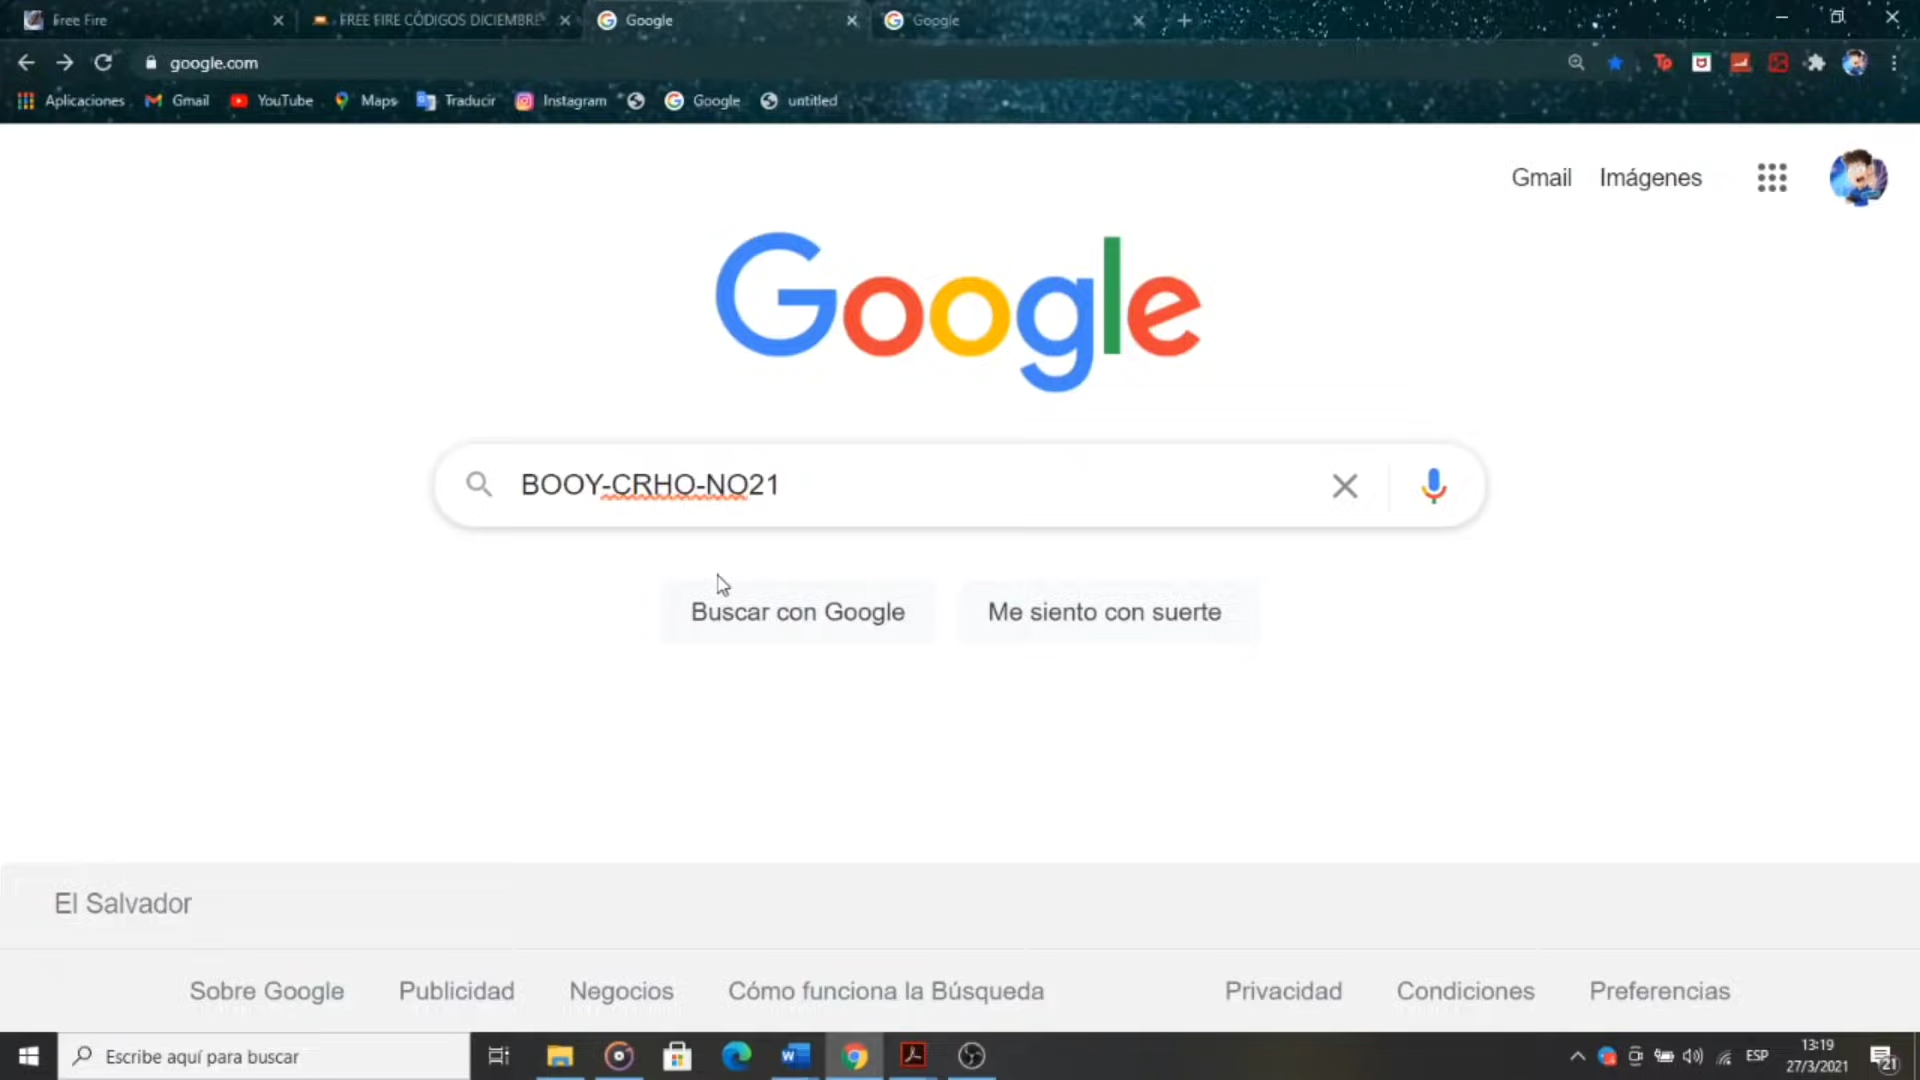 Free Fire
FREE FIRE CÓDIGOS DICIEMBRE
Google
Google
google.com
Aplicaciones
Gmail
YouTube
Maps
Traducir
Instagram
Google
untitled
Gmail
Imágenes
Google
BOOY-CRHO-NO21
Buscar con Google
Me siento con suerte
El Salvador
Sobre Google
Publicidad
Negocios
Cómo funciona la Búsqueda
Privacidad
Condiciones
Preferencias
Escribe aquí para buscar
ESP
13:19
27/3/2021
21